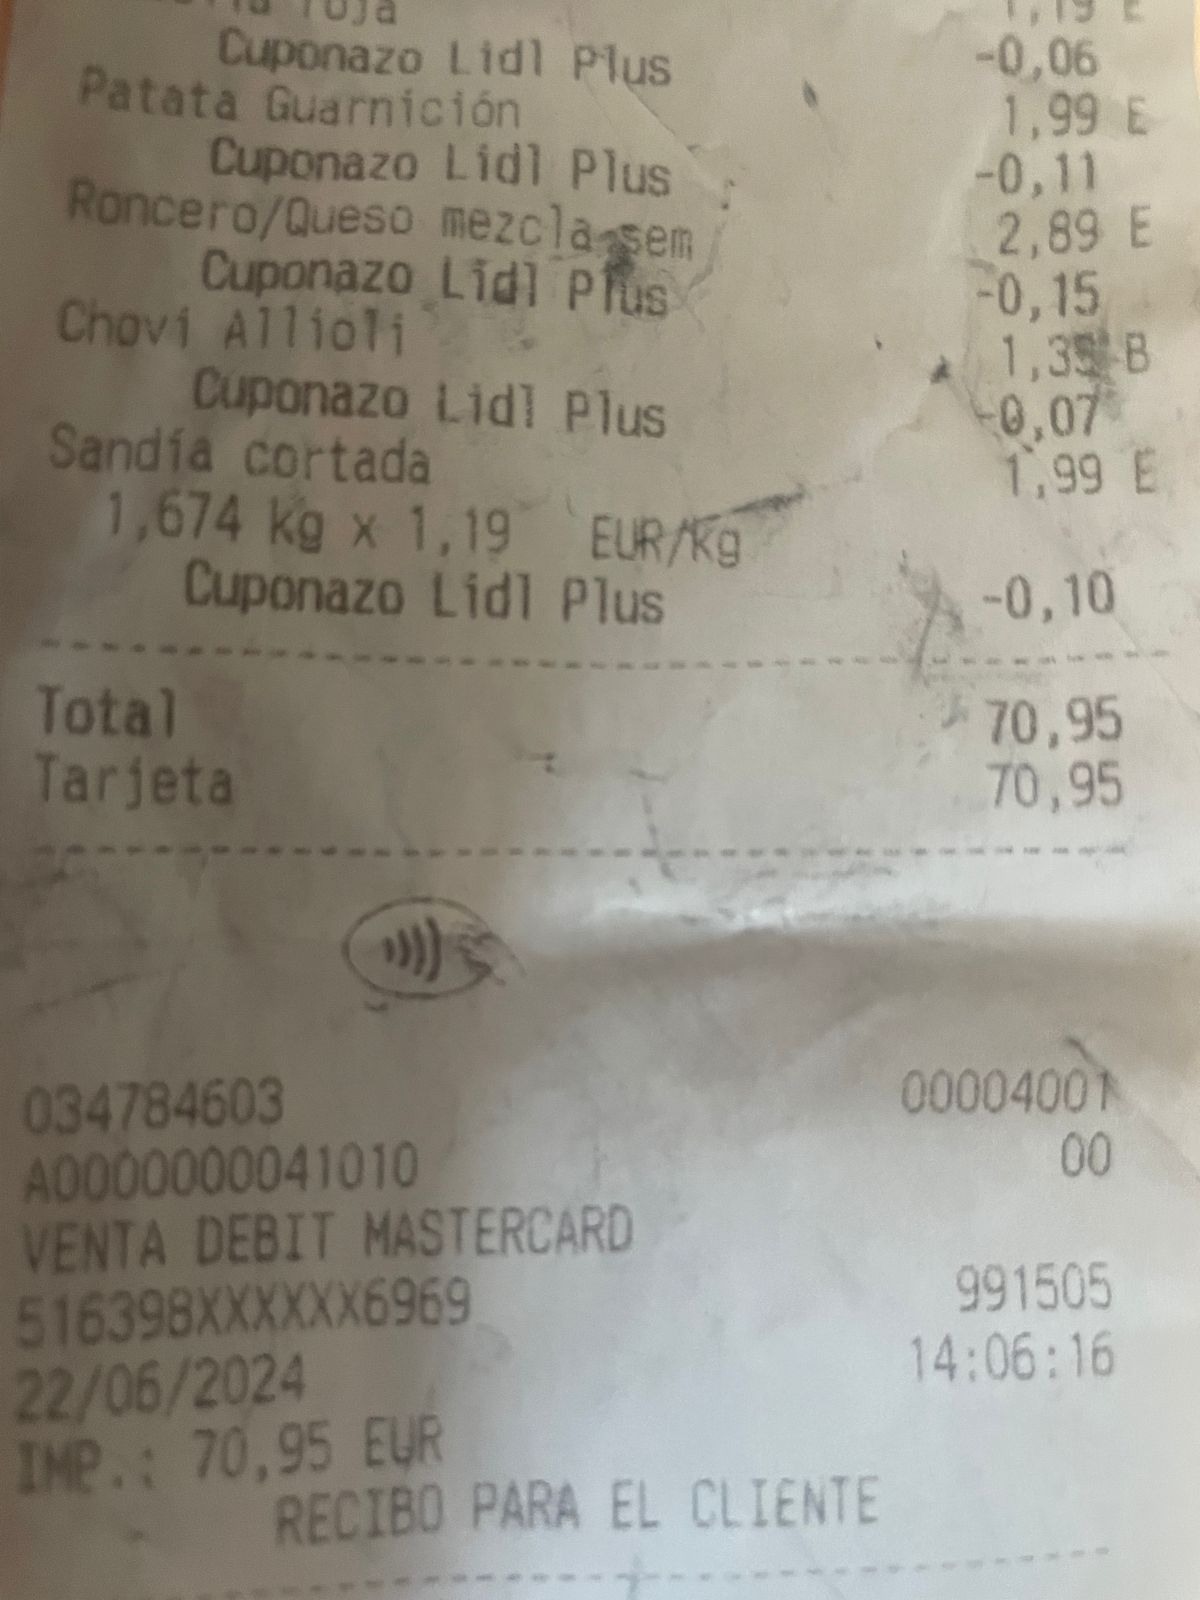 roja 1,19 E
Cuponazo Lidl Plus -0,06
Patata Guarnición 1,99 E
Cuponazo Lidl Plus -0,11
Roncero/Queso mezcla sem 2,89 E
Cuponazo Lidl Plus -0,15
Chovi Allioli B
Cuponazo Lidl Plus -0,07
Sandía cortada 1,99 E
1,674 kg x 1,19 EUR/kg
Cuponazo Lidl Plus -0,10
Total 70,95
Tarjeta 70,95
034784603 00004001
A0000000041010 00
VENTA DEBIT MASTERCARD
516398XXXXXX6969 991505
22/06/2024 14:06:16
IMP.: 70,95 EUR
RECIBO PARA EL CLIENTE